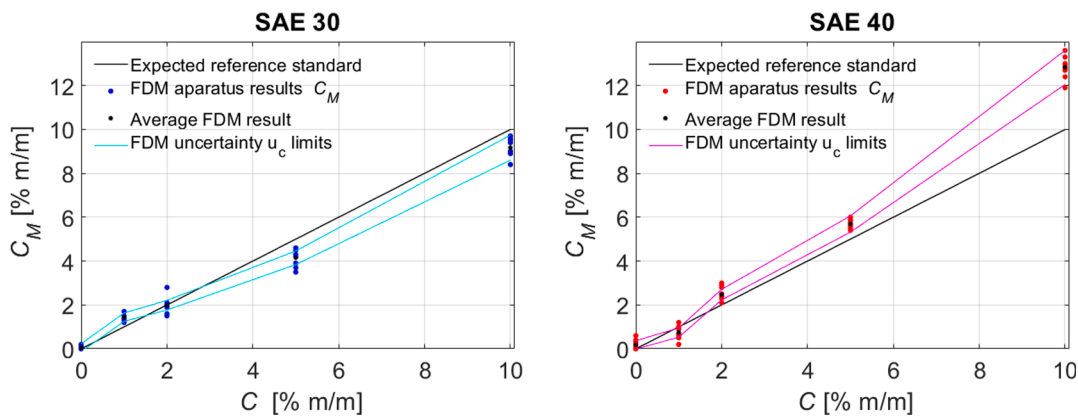 SAE 30
Expected reference standard
FDM aparatus results C_M
Average FDM result
FDM uncertainty u_c limits
12
10
8
6
4
2
0
C_M [% m/m]
0 2 4 6 8 10
C [% m/m]
SAE 40
Expected reference standard
FDM apparatus results C_M
Average FDM result
FDM uncertainty u_c limits
12
10
8
6
4
2
0
C_M [% m/m]
0 2 4 6 8 10
C [% m/m]